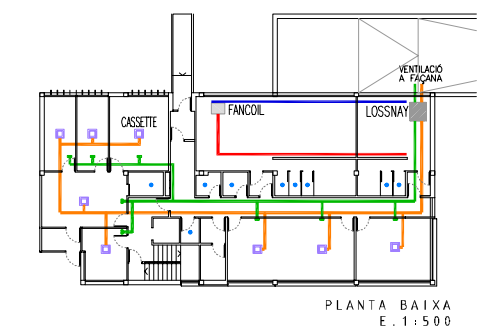 VENTILACIÓ
A FAÇANA
FANCOIL
LOSSNAY
CASSETTE
PLANTA BAIXA
E.1:500